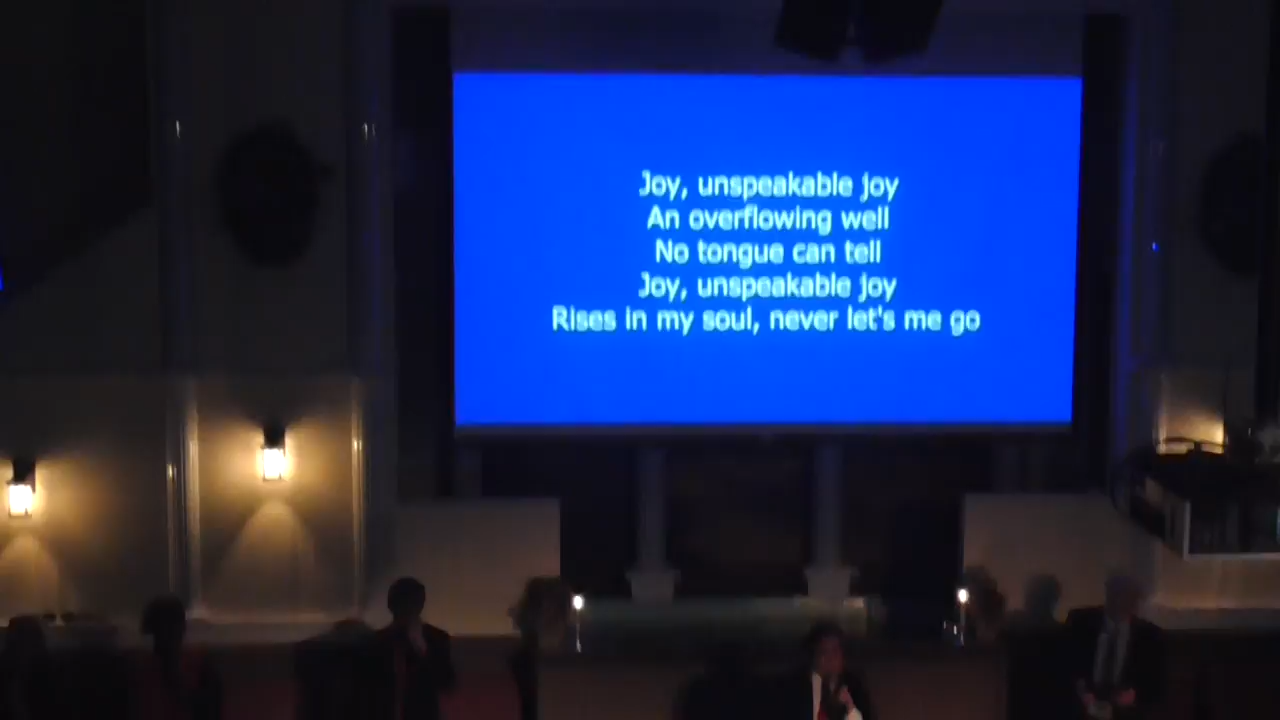 Joy, unspeakable joy
An overflowing well
No tongue can tell
Joy, unspeakable joy
Rises in my soul, never let's me go